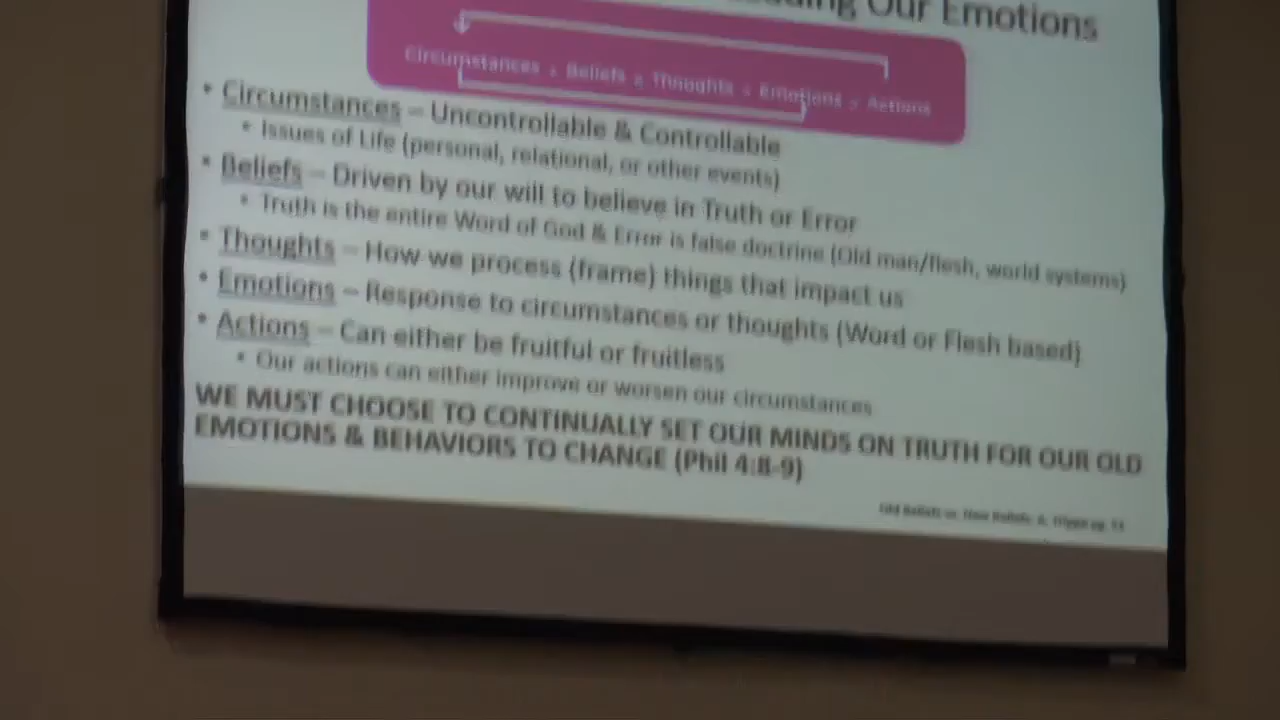 Our Emotions
Circumstances Beliefs Thoughts Emotions Actions
• Circumstances – Uncontrollable & Controllable
• Issues of Life (personal, relational, or other events)
• Beliefs – Driven by our will to believe in Truth or Error
• Truth is the entire Word of God & Error is false doctrine (Old man/flesh, world systems)
• Thoughts – How we process (frame) things that impact us
• Emotions – Response to circumstances or thoughts (Word or Flesh based)
• Actions – Can either be fruitful or fruitless
• Our actions can either improve or worsen our circumstances
WE MUST CHOOSE TO CONTINUALLY SET OUR MINDS ON TRUTH FOR OUR OLD
EMOTIONS & BEHAVIORS TO CHANGE (Phil 4:8-9)
Old Beliefs vs. New Beliefs